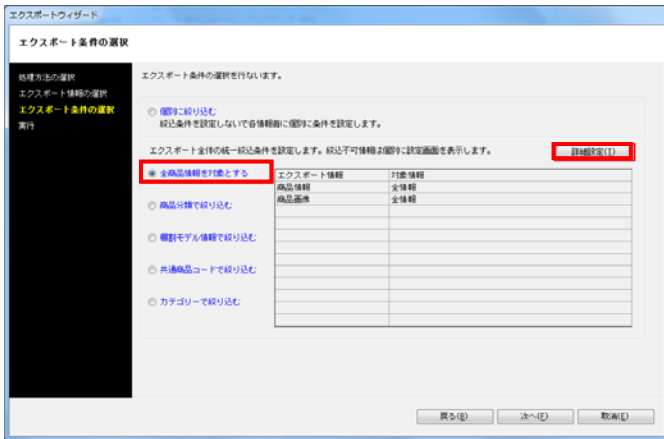 エクスポートウィザード
エクスポート条件の選択
処理方法の選択
エクスポート情報の選択
エクスポート条件の選択
実行
エクスポート条件の選択を行ないます。
個別に絞り込む
絞込条件を設定しないで各情報毎に個別に条件を設定します。
エクスポート全体の統一絞込条件を設定します。絞込不可情報は個別に設定画面を表示します。
詳細設定(T)
全商品情報を対象とする
商品分類で絞り込む
棚割モデル情報で絞り込む
共通商品コードで絞り込む
カテゴリーで絞り込む
エクスポート情報 対象情報
商品情報 全情報
商品画像 全情報
戻る(B) 次へ(F) 取消(E)